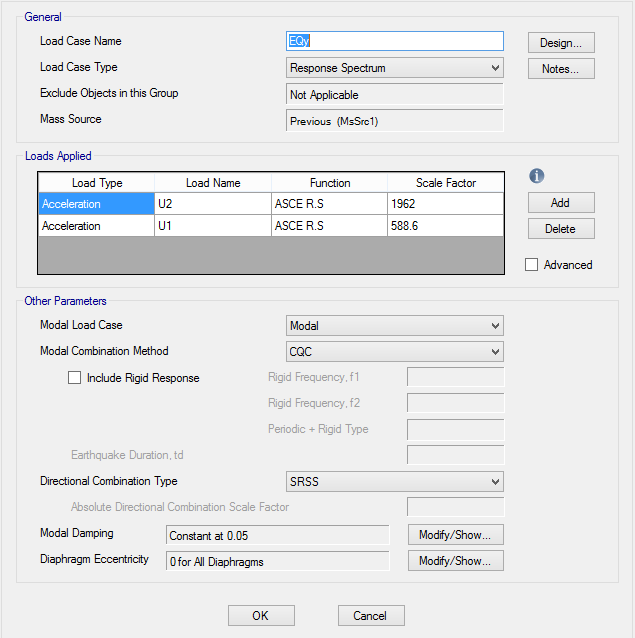 General
Load Case Name EQy Design...
Load Case Type Response Spectrum Notes...
Exclude Objects in this Group Not Applicable
Mass Source Previous (MsSrc1)
Loads Applied
Load Type Load Name Function Scale Factor
Acceleration U2 ASCE R.S 1962 Add
Acceleration U1 ASCE R.S 588.6 Delete
Advanced
Other Parameters
Modal Load Case Modal
Modal Combination Method CQC
Include Rigid Response Rigid Frequency, f1
Rigid Frequency, f2
Periodic + Rigid Type
Earthquake Duration, td
Directional Combination Type SRSS
Absolute Directional Combination Scale Factor
Modal Damping Constant at 0.05 Modify/Show...
Diaphragm Eccentricity 0 for All Diaphragms Modify/Show...
OK Cancel